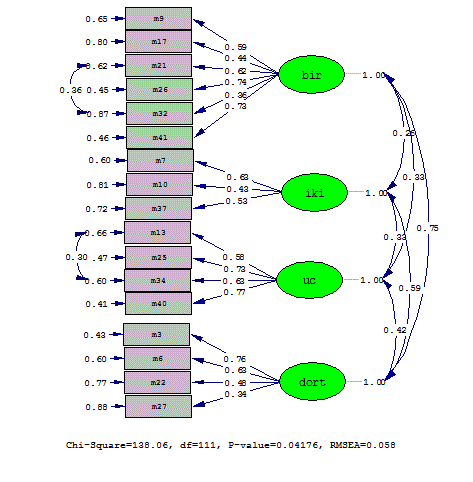 0.65 m9
0.80 m17
0.62 m21
0.36 0.45 m26
0.87 m32
0.46 m41
0.60 m7
0.81 m10
0.72 m37
0.66 m13
0.30 0.47 m25
0.60 m34
0.41 m40
0.43 m3
0.60 m6
0.77 m22
0.88 m27
0.59
0.44
0.62
0.74
0.36
0.73
0.63
0.43
0.53
0.58
0.73
0.63
0.77
0.76
0.63
0.48
0.34
bir 1.00
iki 1.00
uc 1.00
dort 1.00
0.33
0.75
0.33
0.59
0.42
Chi-Square=138.06, df=111, P-value=0.04176, RMSEA=0.058